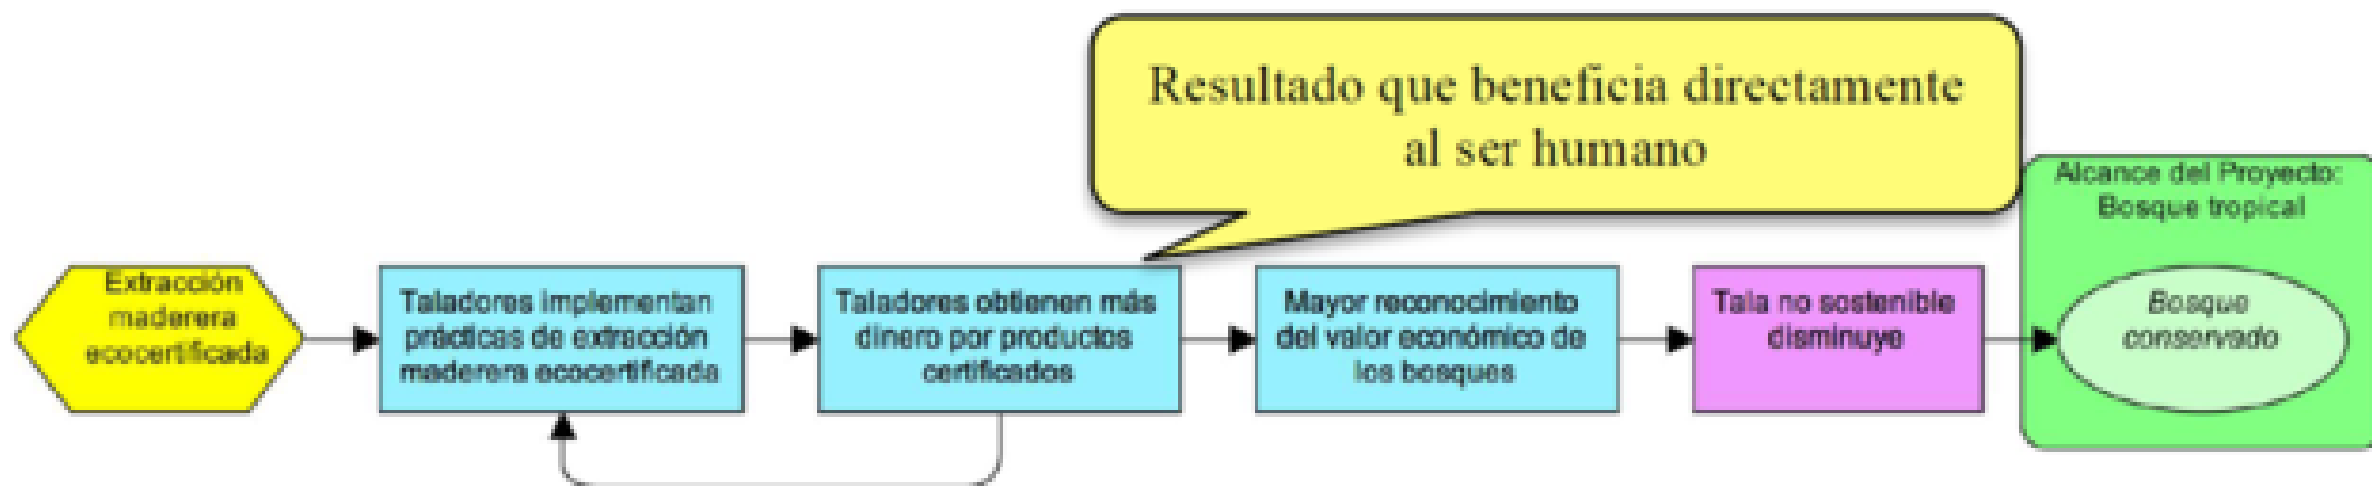 Resultado que beneficia directamente
al ser humano
Alcance del Proyecto:
Bosque tropical
Extracción
maderera
ecocertificada
Taladores implementan
prácticas de extracción
maderera ecocertificada
Taladores obtienen más
dinero por productos
certificados
Mayor reconocimiento
del valor económico de
los bosques
Tala no sostenible
disminuye
Bosque
conservado